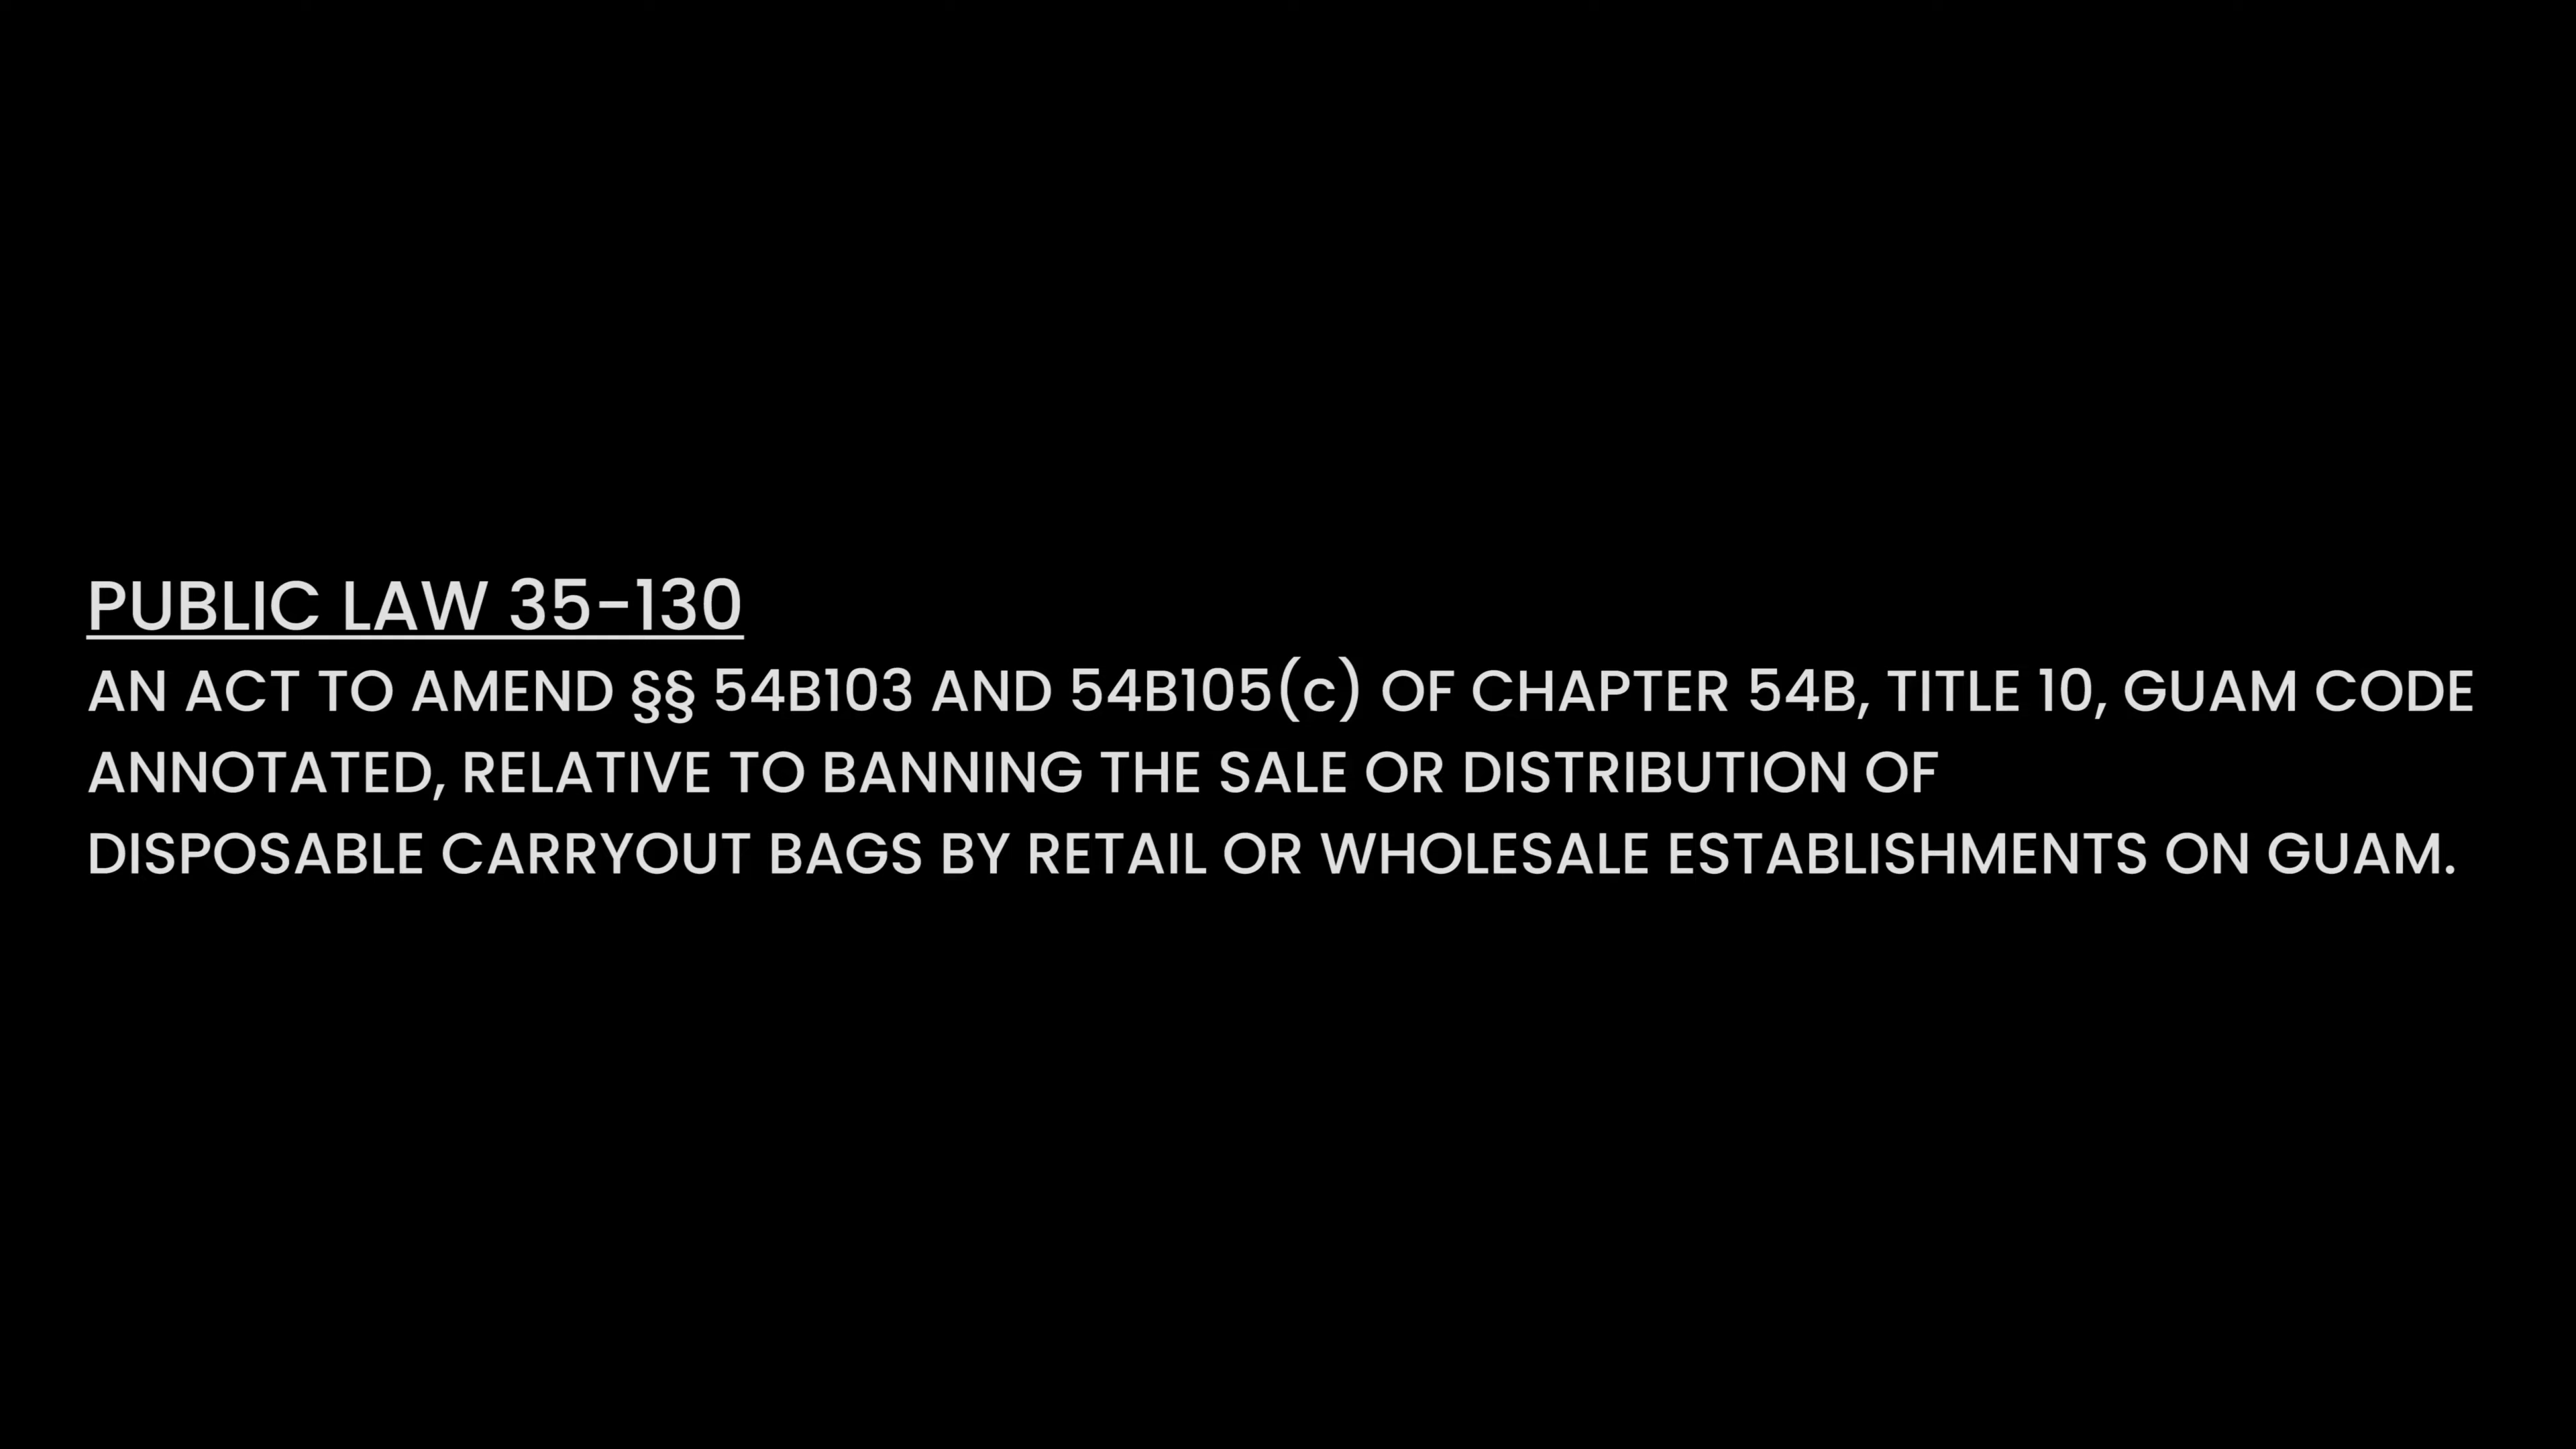 PUBLIC LAW 35-130
AN ACT TO AMEND §§ 54B103 AND 54B105(c) OF CHAPTER 54B, TITLE 10, GUAM CODE
ANNOTATED, RELATIVE TO BANNING THE SALE OR DISTRIBUTION OF
DISPOSABLE CARRYOUT BAGS BY RETAIL OR WHOLESALE ESTABLISHMENTS ON GUAM.